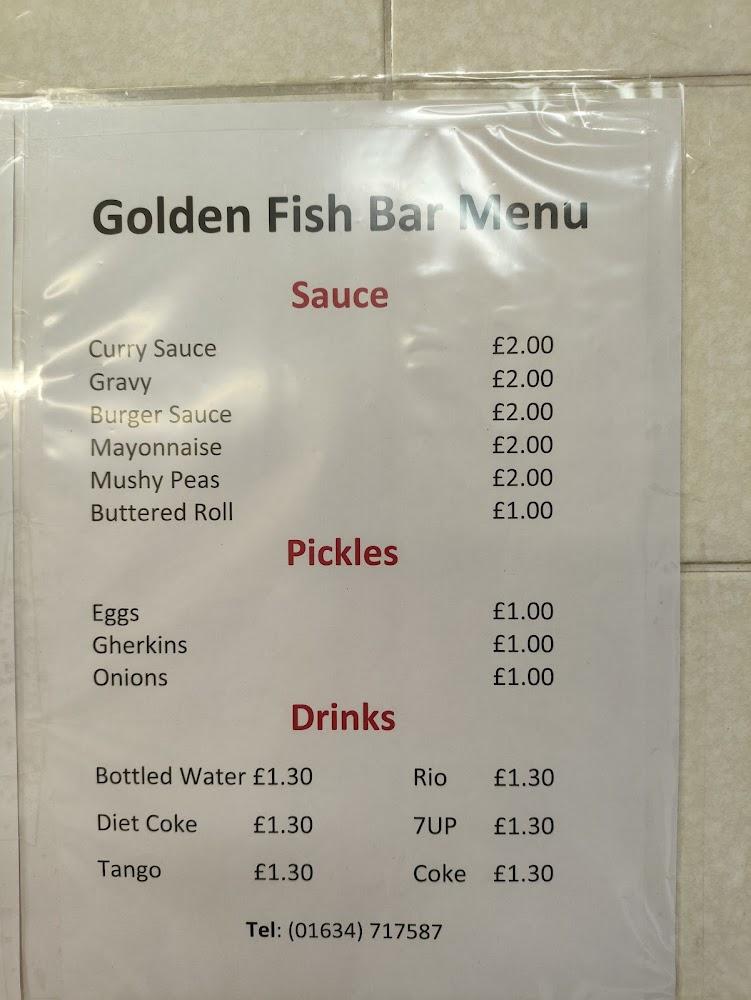 Golden Fish Bar Menu
Sauce
Curry Sauce £2.00
Gravy £2.00
Burger Sauce £2.00
Mayonnaise £2.00
Mushy Peas £2.00
Buttered Roll £1.00
Pickles
Eggs £1.00
Gherkins £1.00
Onions £1.00
Drinks
Bottled Water £1.30 Rio £1.30
Diet Coke £1.30 7UP £1.30
Tango £1.30 Coke £1.30
Tel: (01634) 717587